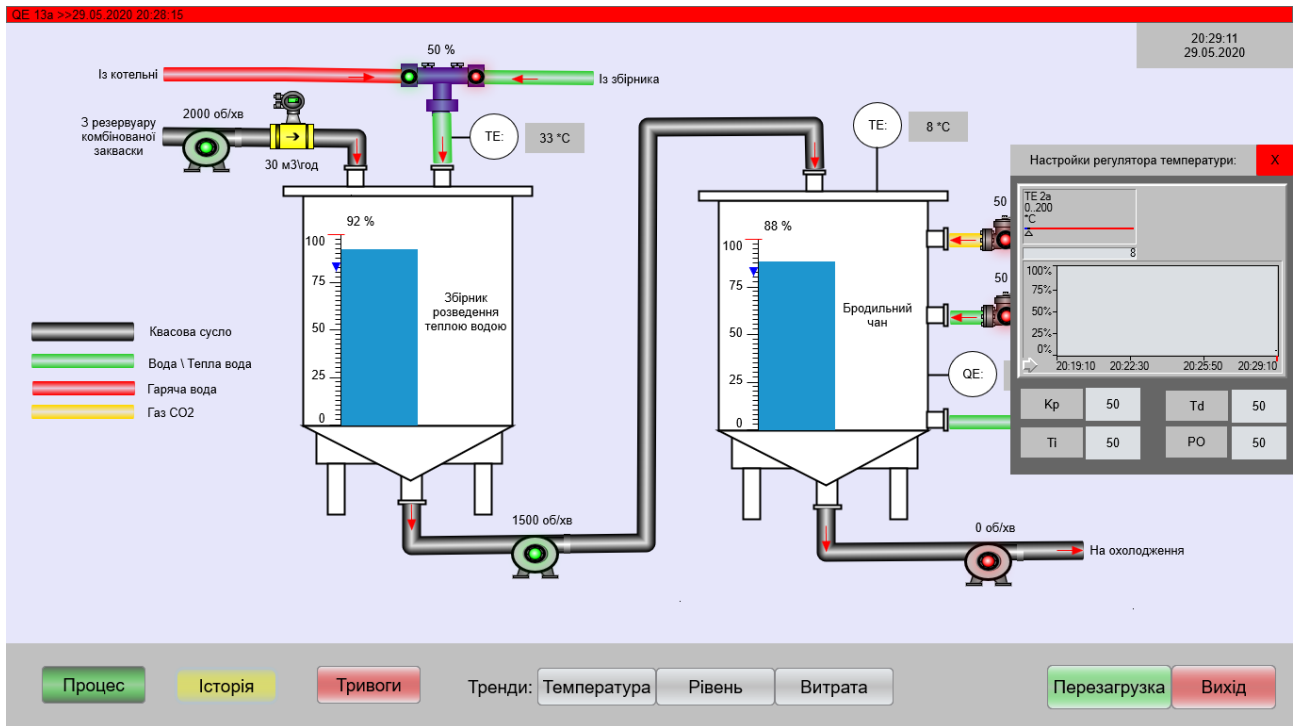 QE 13a >>29.05.2020 20:28:15
20:29:11
29.05.2020
50 %
Із котельні
Із збірника
З резервуару
комбінованої
закваски
2000 об/хв
30 м3\год
TE:
33 *C
TE:
8 *C
92 %
100
75
50
25
0
Збірник
розведення
теплою водою
88 %
100
75
50
25
0
Бродильний
чан
50
50
QE:
Квасова сусло
Вода \ Тепла вода
Гаряча вода
Газ СО2
1500 об/хв
0 об/хв
На охолодження
Настройки регулятора температури:
X
TE 2a
0..200
*C
8
100%
75%
50%
25%
0%
20:19:10 20:22:30 20:25:50 20:29:10
Kp 50 Td 50
Ti 50 PO 50
Процес
Історія
Тривоги
Тренди:
Температура
Рівень
Витрата
Перезагрузка
Вихід